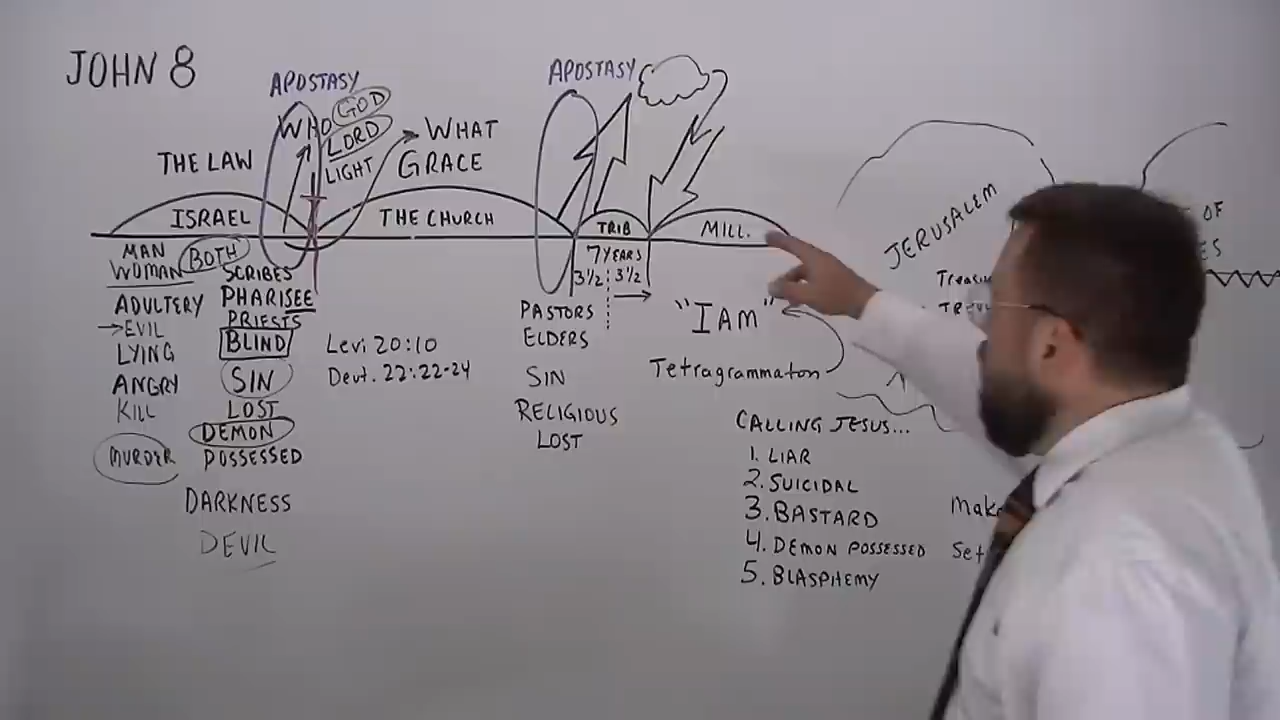 JOHN 8
APOSTASY
WHO GOD
LORD
LIGHT
THE LAW
ISRAEL
WHAT
GRACE
THE CHURCH
APOSTASY
TRIB
MILL.
7 YEARS
3½ 3½
MAN
WOMAN
BOTH
ADULTERY
→EVIL
LYING
ANGRY
KILL
MURDER
SCRIBES
PHARISEE
PRIESTS
BLIND
SIN
LOST
DEMON
POSSESSED
DARKNESS
DEVIL
Levi 20:10
Deut. 22:22-24
PASTORS
ELDERS
SIN
RELIGIOUS
LOST
"I AM"
Tetragrammaton
CALLING JESUS...
1. LIAR
2. SUICIDAL
3. BASTARD
4. DEMON POSSESSED
5. BLASPHEMY
JERUSALEM
OF